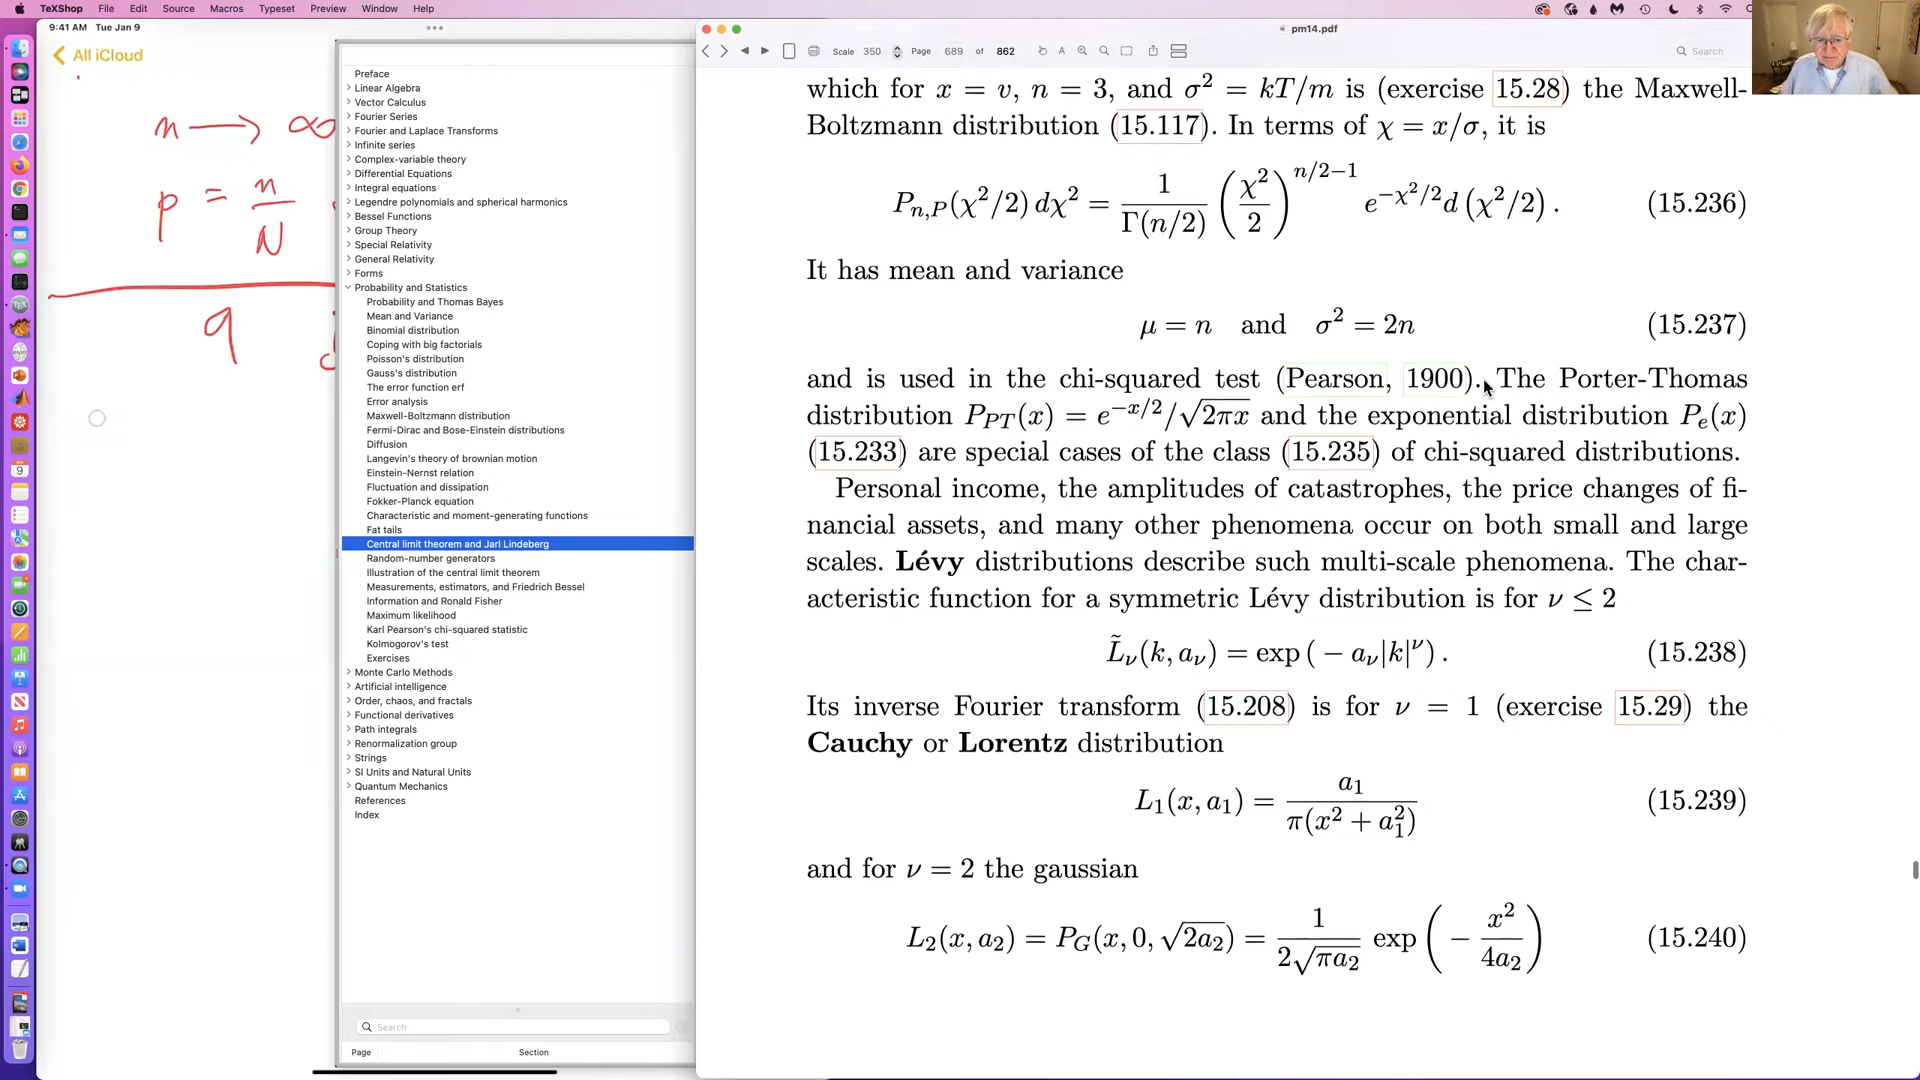 TeXShop File Edit Source Macros Typeset Preview Window Help
9:41 AM Tue Jan 9
All iCloud
n → ∞
p = n/N
q
Preface
Linear Algebra
Vector Calculus
Fourier Series
Fourier and Laplace Transforms
Infinite series
Complex-variable theory
Differential Equations
Integral equations
Legendre polynomials and spherical harmonics
Bessel Functions
Group Theory
Special Relativity
General Relativity
Forms
Probability and Statistics
Probability and Thomas Bayes
Mean and Variance
Binomial distribution
Coping with big factorials
Poisson's distribution
Gauss's distribution
The error function erf
Error analysis
Maxwell-Boltzmann distribution
Fermi-Dirac and Bose-Einstein distributions
Diffusion
Langevin's theory of brownian motion
Einstein-Nernst relation
Fluctuation and dissipation
Fokker-Planck equation
Characteristic and moment-generating functions
Fat tails
Central limit theorem and Jarl Lindeberg
Random-number generators
Illustration of the central limit theorem
Measurements, estimators, and Friedrich Bessel
Information and Ronald Fisher
Maximum likelihood
Karl Pearson's chi-squared statistic
Kolmogorov's test
Exercises
Monte Carlo Methods
Artificial intelligence
Order, chaos, and fractals
Functional derivatives
Path integrals
Renormalization group
Strings
SI Units and Natural Units
Quantum Mechanics
References
Index
Search
Page Section
pm14.pdf
Scale 350 Page 689 of 862 Search
which for x = v, n = 3, and σ² = kT/m is (exercise 15.28) the Maxwell-
Boltzmann distribution (15.117). In terms of χ = x/σ, it is
P_{n,P}(χ²/2) dχ² = 1/Γ(n/2) (χ²/2)^{n/2−1} e^{−χ²/2} d(χ²/2). (15.236)
It has mean and variance
μ = n and σ² = 2n (15.237)
and is used in the chi-squared test (Pearson, 1900). The Porter-Thomas
distribution P_{PT}(x) = e^{−x/2}/√2πx and the exponential distribution P_e(x)
(15.233) are special cases of the class (15.235) of chi-squared distributions.
Personal income, the amplitudes of catastrophes, the price changes of fi-
nancial assets, and many other phenomena occur on both small and large
scales. Lévy distributions describe such multi-scale phenomena. The char-
acteristic function for a symmetric Lévy distribution is for ν ≤ 2
L̃_ν(k, a_ν) = exp(− a_ν|k|^ν). (15.238)
Its inverse Fourier transform (15.208) is for ν = 1 (exercise 15.29) the
Cauchy or Lorentz distribution
L₁(x, a₁) = a₁/π(x² + a₁²) (15.239)
and for ν = 2 the gaussian
L₂(x, a₂) = P_G(x, 0, √2a₂) = 1/2√πa₂ exp(− x²/4a₂) (15.240)